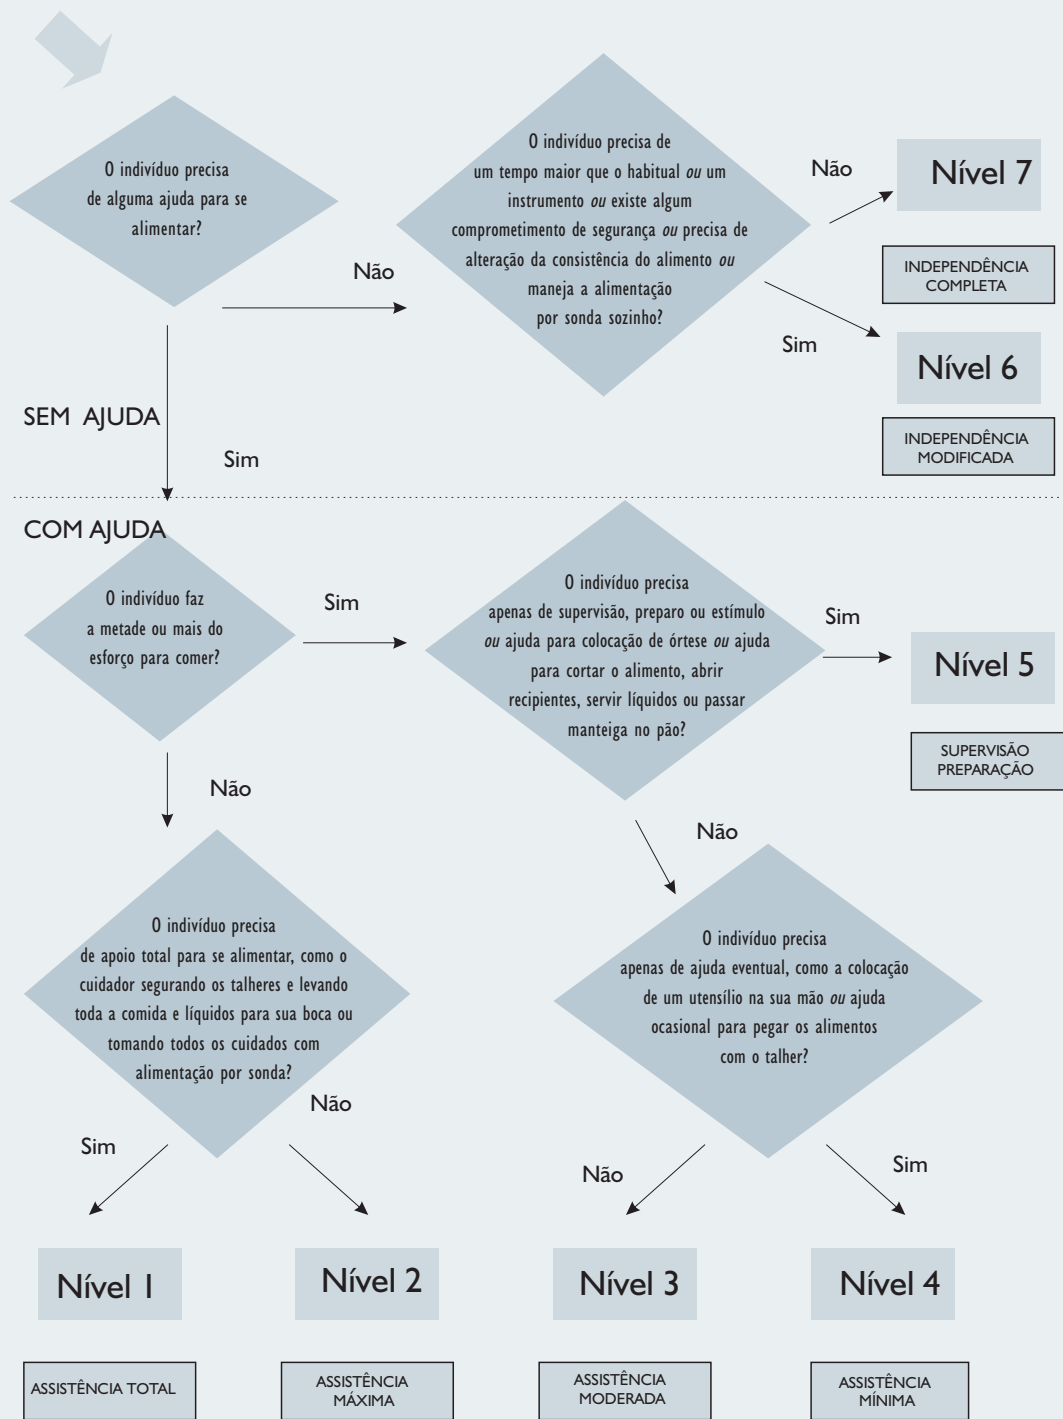 O indivíduo precisa
de alguma ajuda para se
alimentar?
Não
O indivíduo precisa de
um tempo maior que o habitual ou um
instrumento ou existe algum
comprometimento de segurança ou precisa de
alteração da consistência do alimento ou
maneja a alimentação
por sonda sozinho?
Não
Nível 7
INDEPENDÊNCIA
COMPLETA
Sim
Nível 6
INDEPENDÊNCIA
MODIFICADA
SEM AJUDA
Sim
COM AJUDA
O indivíduo faz
a metade ou mais do
esforço para comer?
Sim
O indivíduo precisa
apenas de supervisão, preparo ou estímulo
ou ajuda para colocação de órtese ou ajuda
para cortar o alimento, abrir
recipientes, servir líquidos ou passar
manteiga no pão?
Sim
Nível 5
SUPERVISÃO
PREPARAÇÃO
Não
Não
O indivíduo precisa
de apoio total para se alimentar, como o
cuidador segurando os talheres e levando
toda a comida e líquidos para sua boca ou
tomando todos os cuidados com
alimentação por sonda?
O indivíduo precisa
apenas de ajuda eventual, como a colocação
de um utensílio na sua mão ou ajuda
ocasional para pegar os alimentos
com o talher?
Sim
Não
Não
Sim
Nível 1
Nível 2
Nível 3
Nível 4
ASSISTÊNCIA TOTAL
ASSISTÊNCIA
MÁXIMA
ASSISTÊNCIA
MODERADA
ASSISTÊNCIA
MÍNIMA